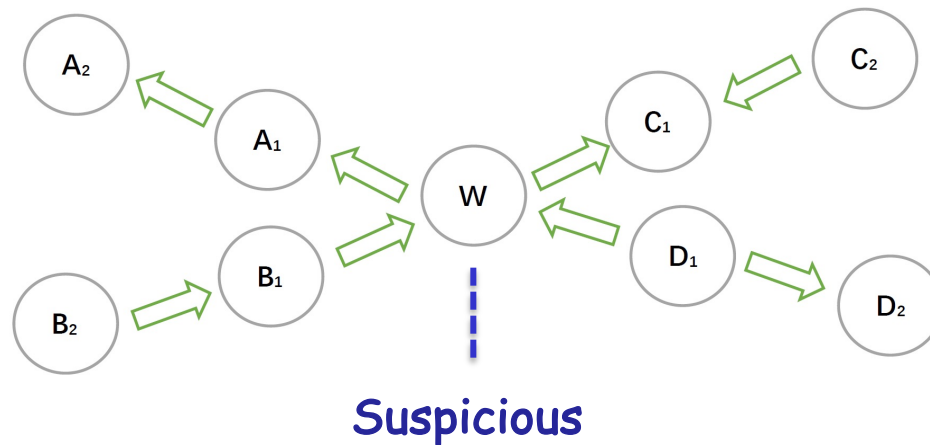 A₂
C₂
C₁
A₁
W
D₁
B₁
D₂
B₂
Suspicious